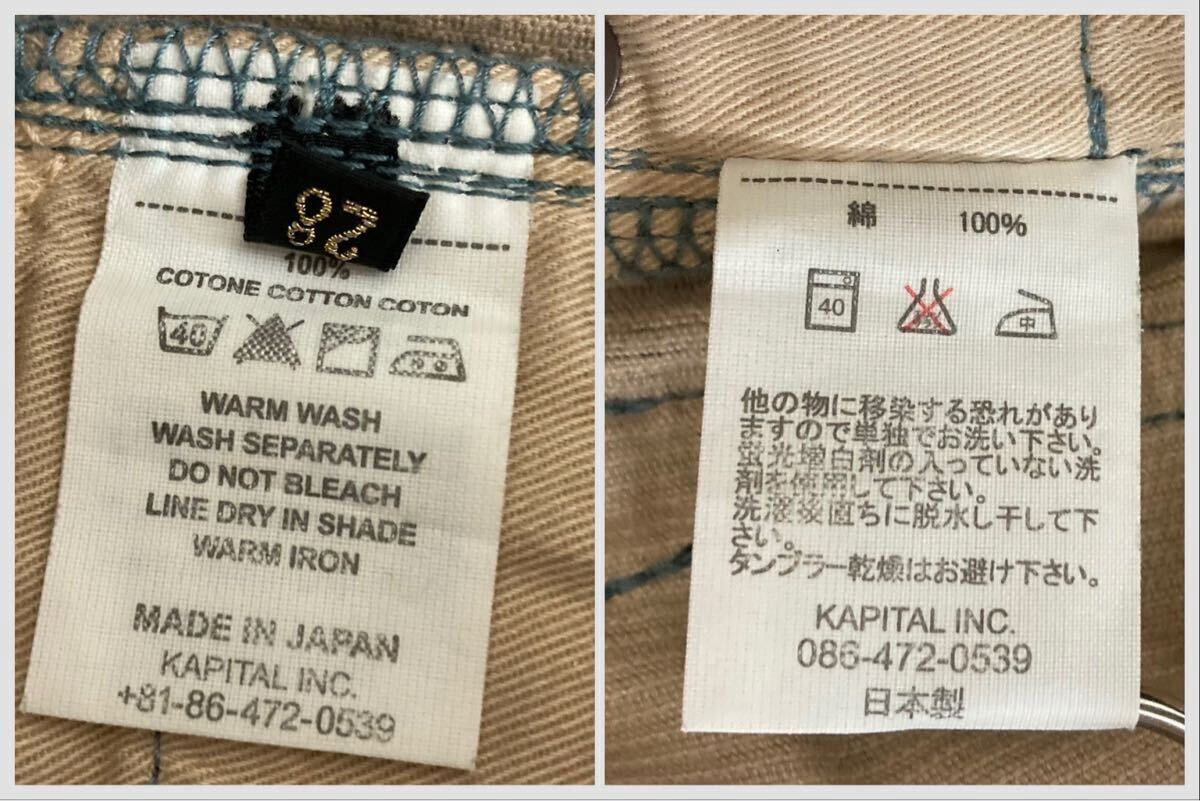 28
100%
COTONE COTTON COTON
40
WARM WASH
WASH SEPARATELY
DO NOT BLEACH
LINE DRY IN SHADE
WARM IRON
MADE IN JAPAN
KAPITAL INC.
+81-86-472-0539
綿 100%
40
中
他の物に移染する恐れがあり
ますので単独でお洗い下さい。
蛍光増白剤の入っていない洗
剤を使用して下さい。
洗濯後直ちに脱水し干して下
さい。
タンブラー乾燥はお避け下さい。
KAPITAL INC.
086-472-0539
日本製